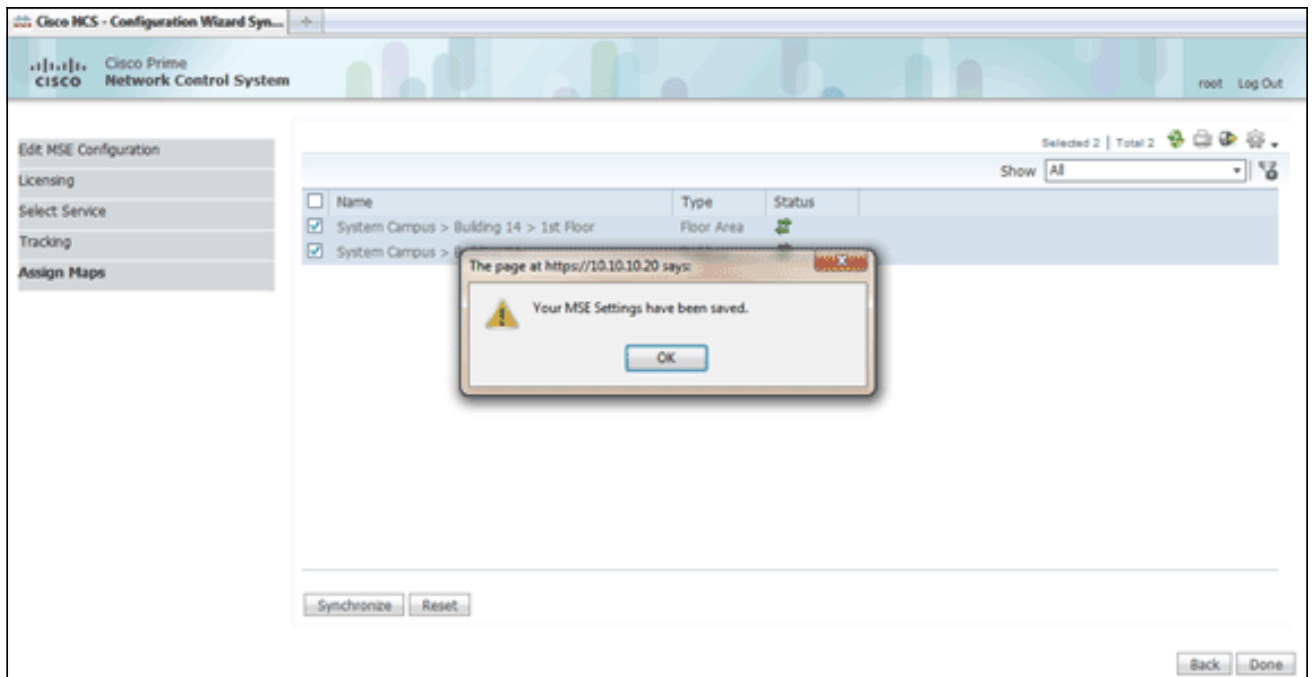 Cisco NCS - Configuration Wizard Syn...
CISCO
Cisco Prime
Network Control System
root Log Out
Edit MSE Configuration
Licensing
Select Service
Tracking
Assign Maps
Selected 2 | Total 2
Show All
Name Type Status
System Campus > Building 14 > 1st Floor Floor Area
System Campus >
The page at https://10.10.10.20 says:
Your MSE Settings have been saved.
OK
Synchronize Reset
Back Done